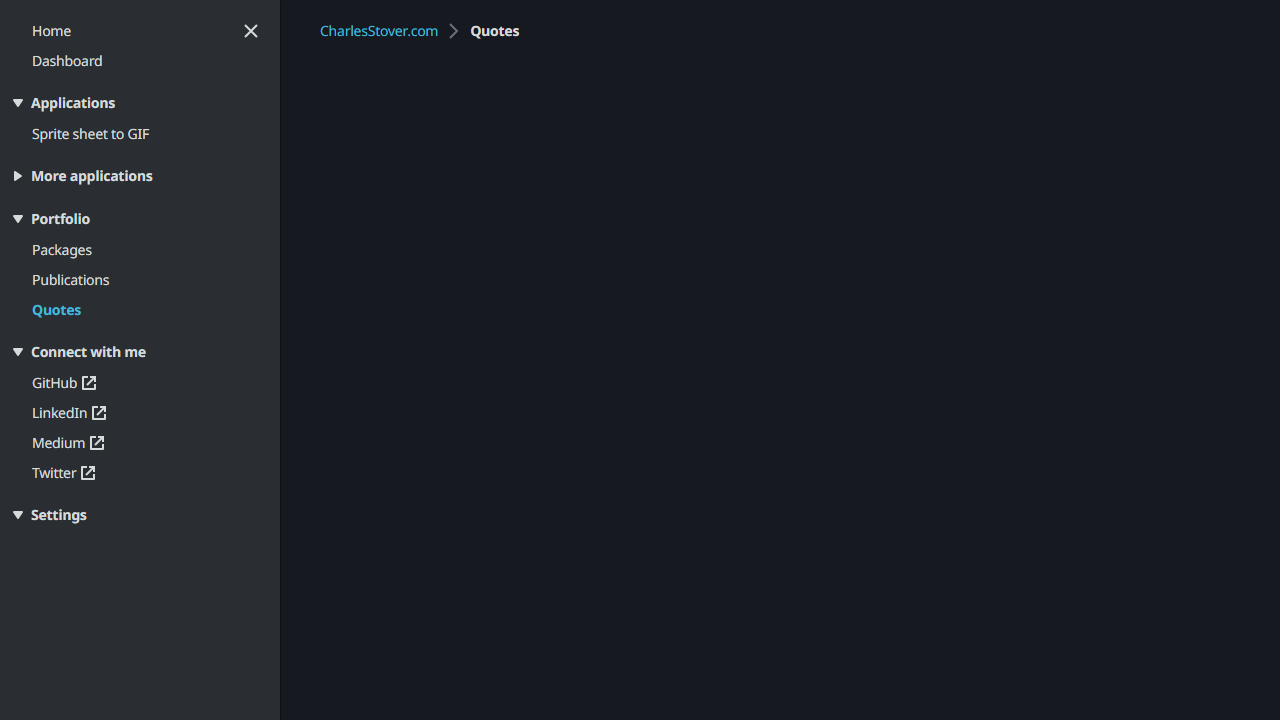 Home
Dashboard
Applications
Sprite sheet to GIF
More applications
Portfolio
Packages
Publications
Quotes
Connect with me
GitHub
LinkedIn
Medium
Twitter
Settings
CharlesStover.com > Quotes